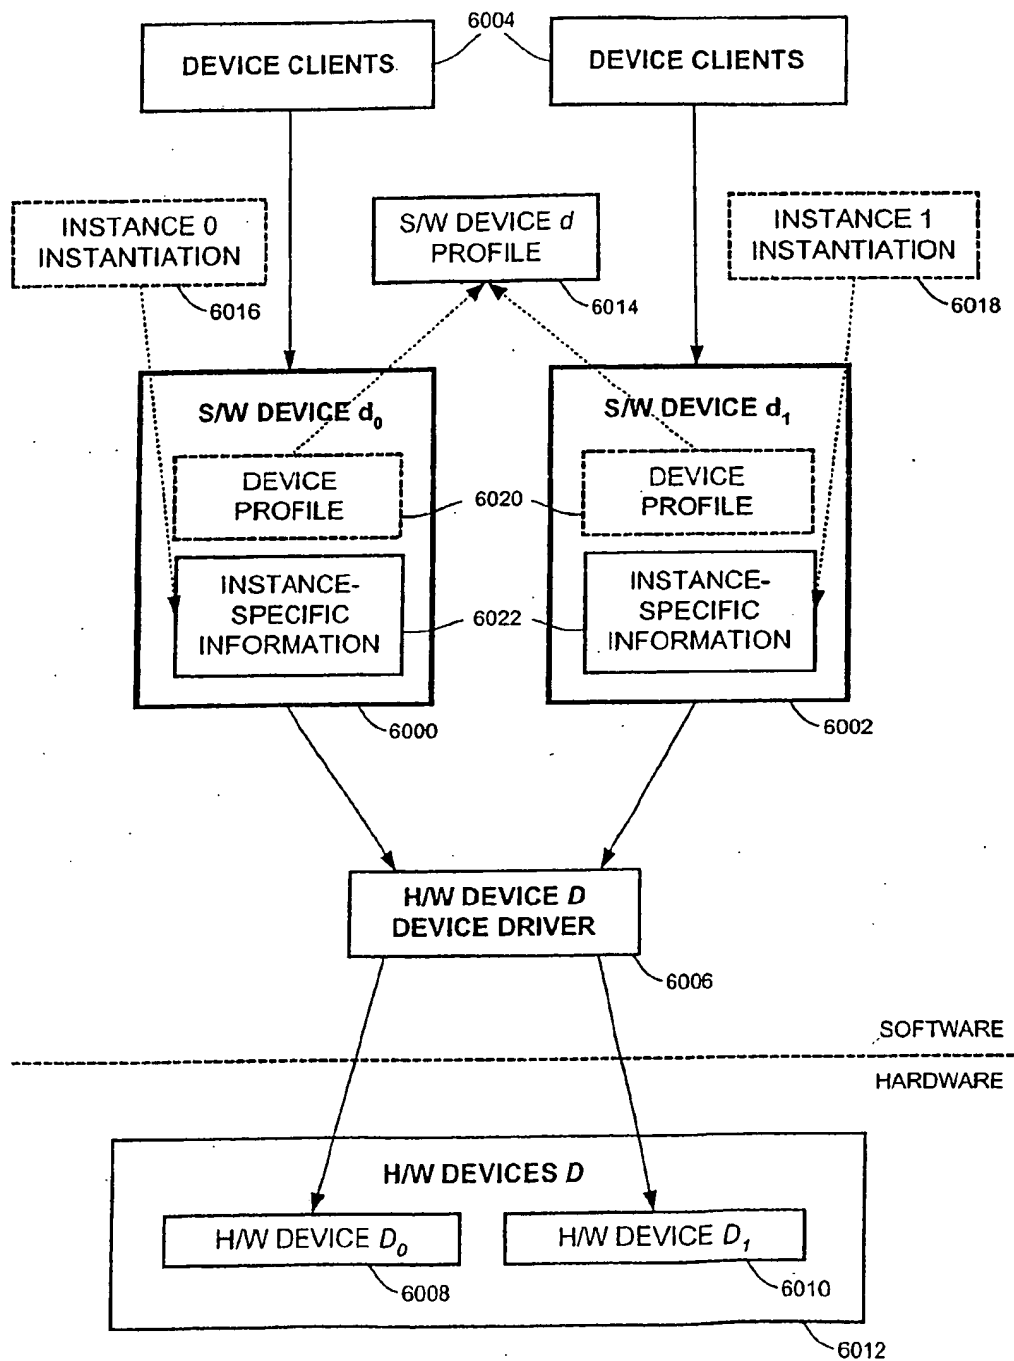 6004
DEVICE CLIENTS
DEVICE CLIENTS
INSTANCE 0
INSTANTIATION
6016
S/W DEVICE d
PROFILE
6014
INSTANCE 1
INSTANTIATION
6018
S/W DEVICE d0
DEVICE
PROFILE
INSTANCE-
SPECIFIC
INFORMATION
6000
6020
6022
S/W DEVICE d1
DEVICE
PROFILE
INSTANCE-
SPECIFIC
INFORMATION
6002
H/W DEVICE D
DEVICE DRIVER
6006
SOFTWARE
HARDWARE
H/W DEVICES D
H/W DEVICE D0
6008
H/W DEVICE D1
6010
6012